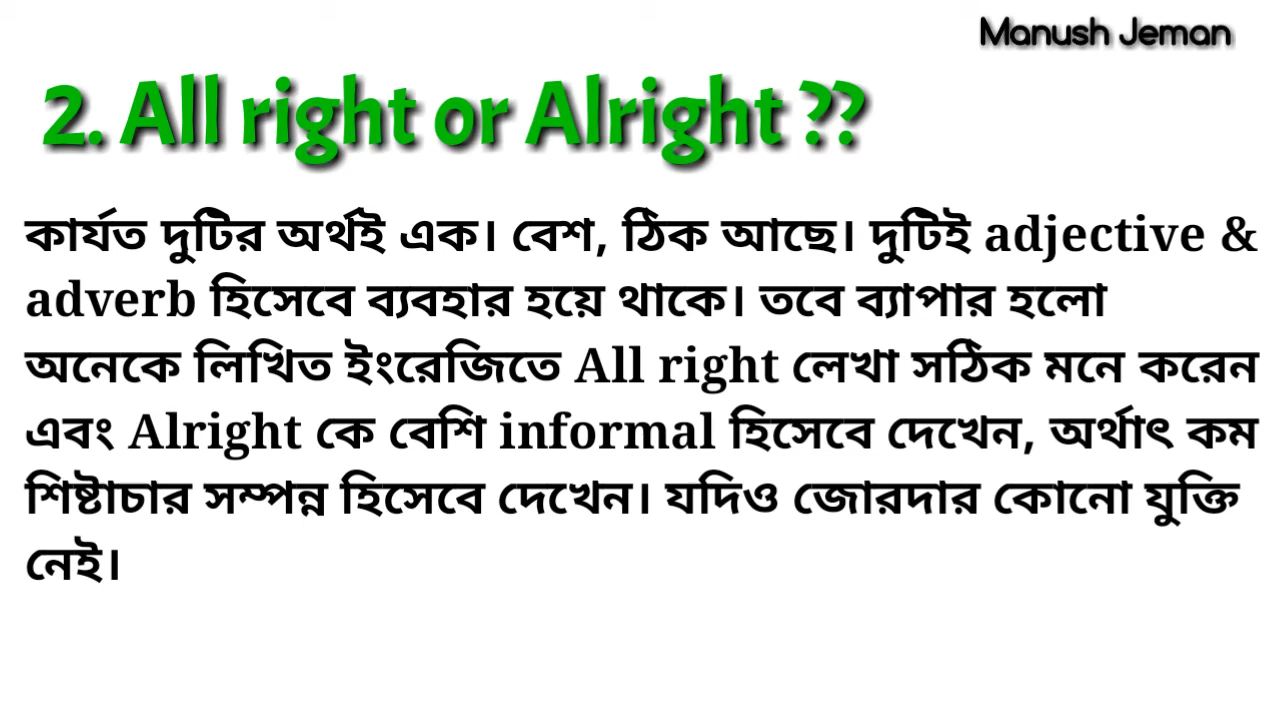 Manush Jeman
2. All right or Alright ??
কার্যত দুটির অর্থই এক। বেশ, ঠিক আছে। দুটিই adjective &
adverb হিসেবে ব্যবহার হয়ে থাকে। তবে ব্যাপার হলো
অনেকে লিখিত ইংরেজিতে All right লেখা সঠিক মনে করেন
এবং Alright কে বেশি informal হিসেবে দেখেন, অর্থাৎ কম
শিষ্টাচার সম্পন্ন হিসেবে দেখেন। যদিও জোরদার কোনো যুক্তি
নেই।